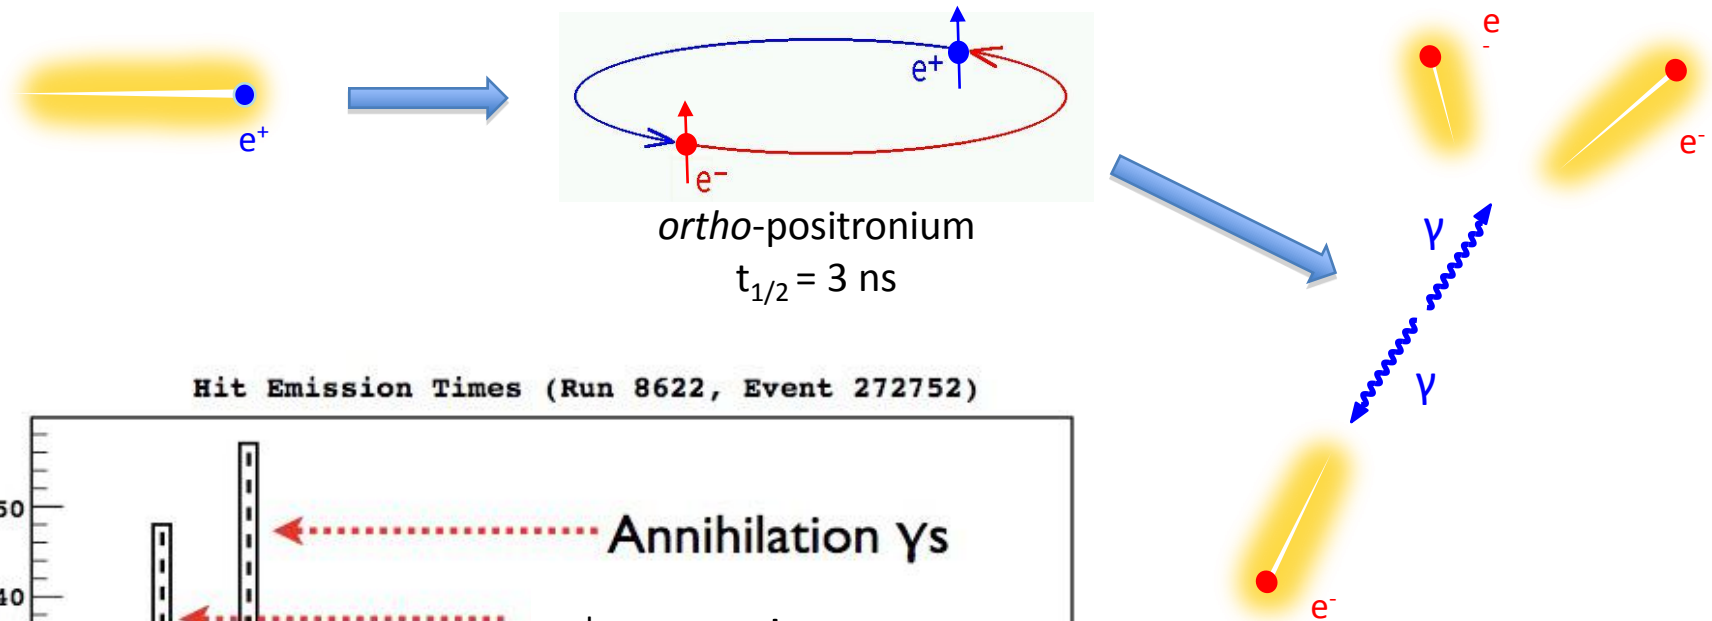 e⁺
e⁺
e⁻
ortho-positronium
t₁/₂ = 3 ns
e
-
e⁻
γ
γ
e⁻
Hit Emission Times (Run 8622, Event 272752)
50
Annihilation γs
40